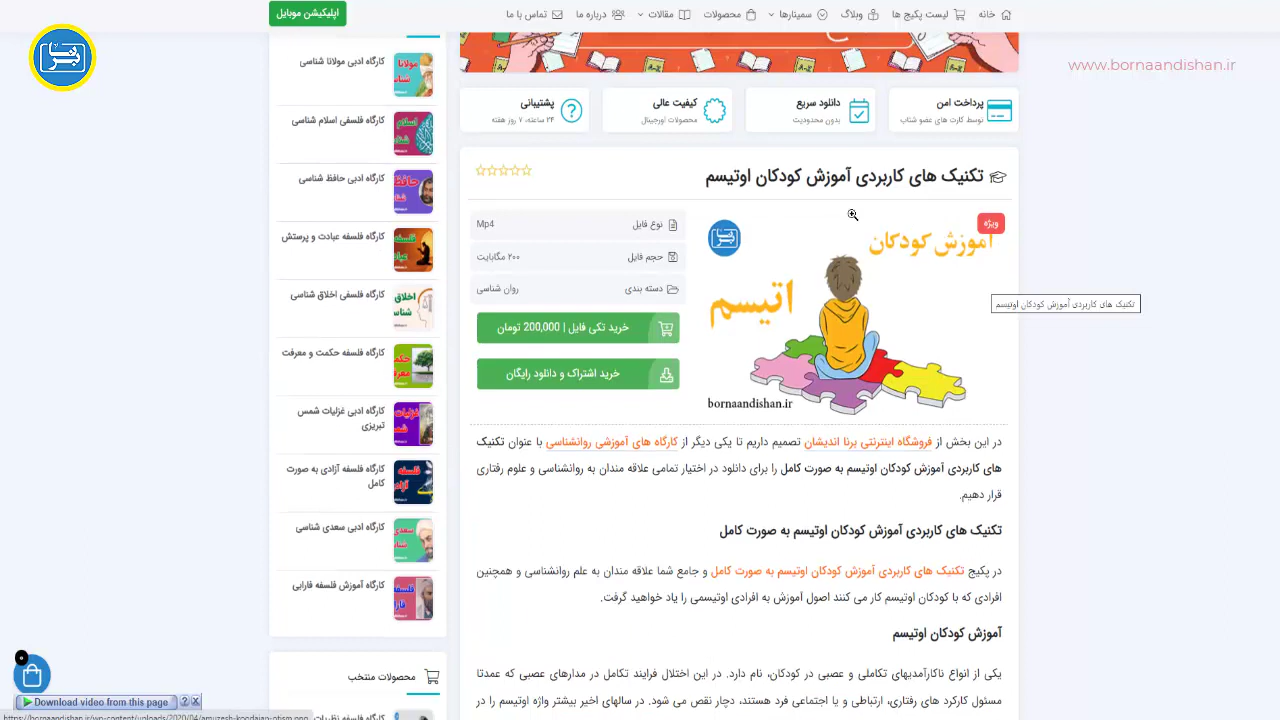 خانه
لیست پکیج ها
وبلاگ
سمینارها
محصولات
مقالات
درباره ما
تماس با ما
اپلیکیشن موبایل
www.bornaandishan.ir
پرداخت امن
توسط کارت های عضو شتاب
دانلود سریع
بدون محدودیت
کیفیت عالی
محصولات اورجینال
پشتیبانی
۲۴ ساعته، ۷ روز هفته
تکنیک های کاربردی آموزش کودکان اوتیسم
ویژه
آموزش کودکان
اتیسم
bornaandishan.ir
تکنیک های کاربردی آموزش کودکان اوتیسم
نوع فایل
Mp4
حجم فایل
۲۰۰ مگابایت
دسته بندی
روان شناسی
خرید تکی فایل | 200,000 تومان
خرید اشتراک و دانلود رایگان
در این بخش از فروشگاه اینترنتی برنا اندیشان تصمیم داریم تا یکی دیگر از کارگاه های آموزشی روانشناسی با عنوان تکنیک
های کاربردی آموزش کودکان اوتیسم به صورت کامل را برای دانلود در اختیار تمامی علاقه مندان به روانشناسی و علوم رفتاری
قرار دهیم.
تکنیک های کاربردی آموزش کودکان اوتیسم به صورت کامل
در پکیج تکنیک های کاربردی آموزش کودکان اوتیسم به صورت کامل و جامع شما علاقه مندان به علم روانشناسی و همچنین
افرادی که با کودکان اوتیسم کار می کنند اصول آموزش به افرادی اوتیسمی را یاد خواهید گرفت.
آموزش کودکان اوتیسم
یکی از انواع ناکارآمدیهای تکاملی و عصبی در کودکان، نام دارد. در این اختلال فرایند تکامل در مدارهای عصبی که عمدتا
مسئول کارکرد های رفتاری، ارتباطی و یا اجتماعی فرد هستند، دچار نقص می شود. در سالهای اخیر بیشتر واژه اوتیسم را در
کارگاه ادبی مولانا شناسی
کارگاه فلسفی اسلام شناسی
کارگاه ادبی حافظ شناسی
کارگاه فلسفه عبادت و پرستش
کارگاه فلسفی اخلاق شناسی
کارگاه فلسفه حکمت و معرفت
کارگاه ادبی غزلیات شمس
تبریزی
کارگاه فلسفه آزادی به صورت
کامل
کارگاه ادبی سعدی شناسی
کارگاه آموزش فلسفه فارابی
محصولات منتخب
۰
Download video from this page
? X
https://bornaandishan.ir/wp-content/uploads/2020/04/amuzesh-koodakan-otism.png